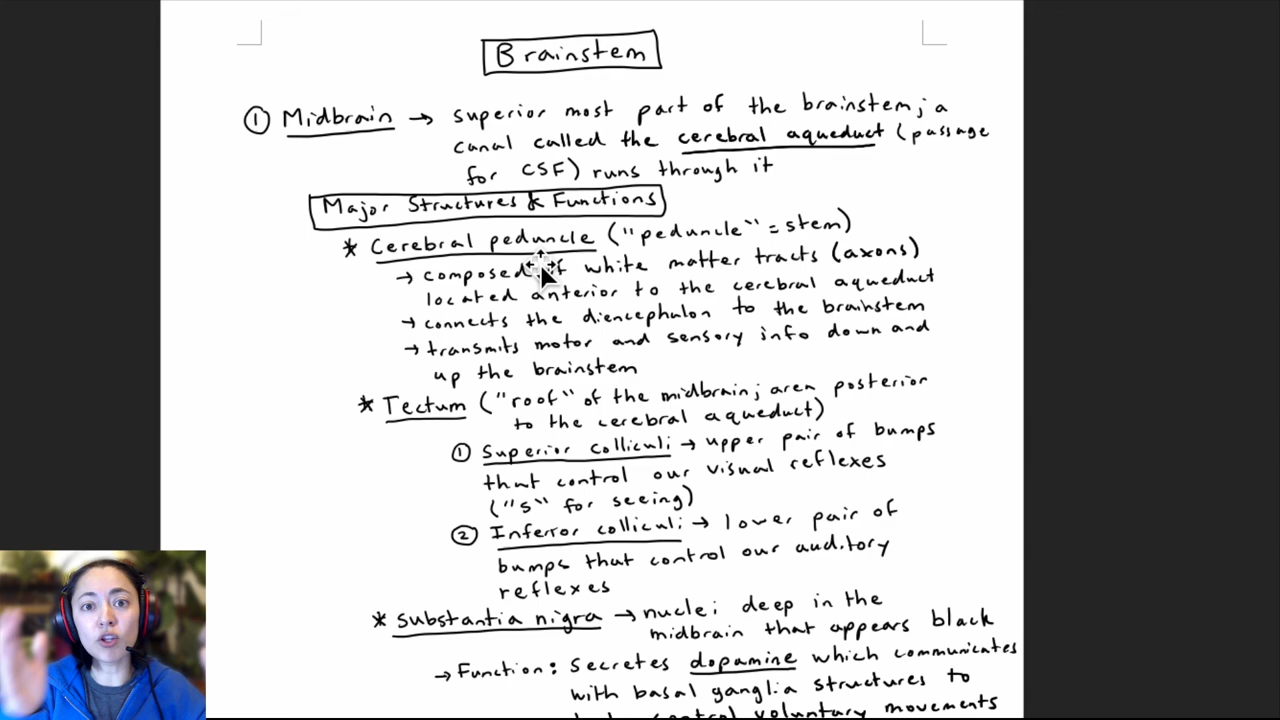 Brainstem
① Midbrain → superior most part of the brainstem; a
canal called the cerebral aqueduct (passage
for CSF) runs through it
Major Structures & Functions
* Cerebral peduncle ("peduncle" = stem)
→ composed of white matter tracts (axons)
located anterior to the cerebral aqueduct
→ connects the diencephalon to the brainstem
→ transmits motor and sensory info down and
up the brainstem
* Tectum ("roof" of the midbrain; area posterior
to the cerebral aqueduct)
① Superior colliculi → upper pair of bumps
that control our visual reflexes
("s" for seeing)
② Inferior colliculi → lower pair of
bumps that control our auditory
reflexes
* Substantia nigra → nuclei deep in the
midbrain that appears black
→ Function: Secretes dopamine which communicates
with basal ganglia structures to
control voluntary movements